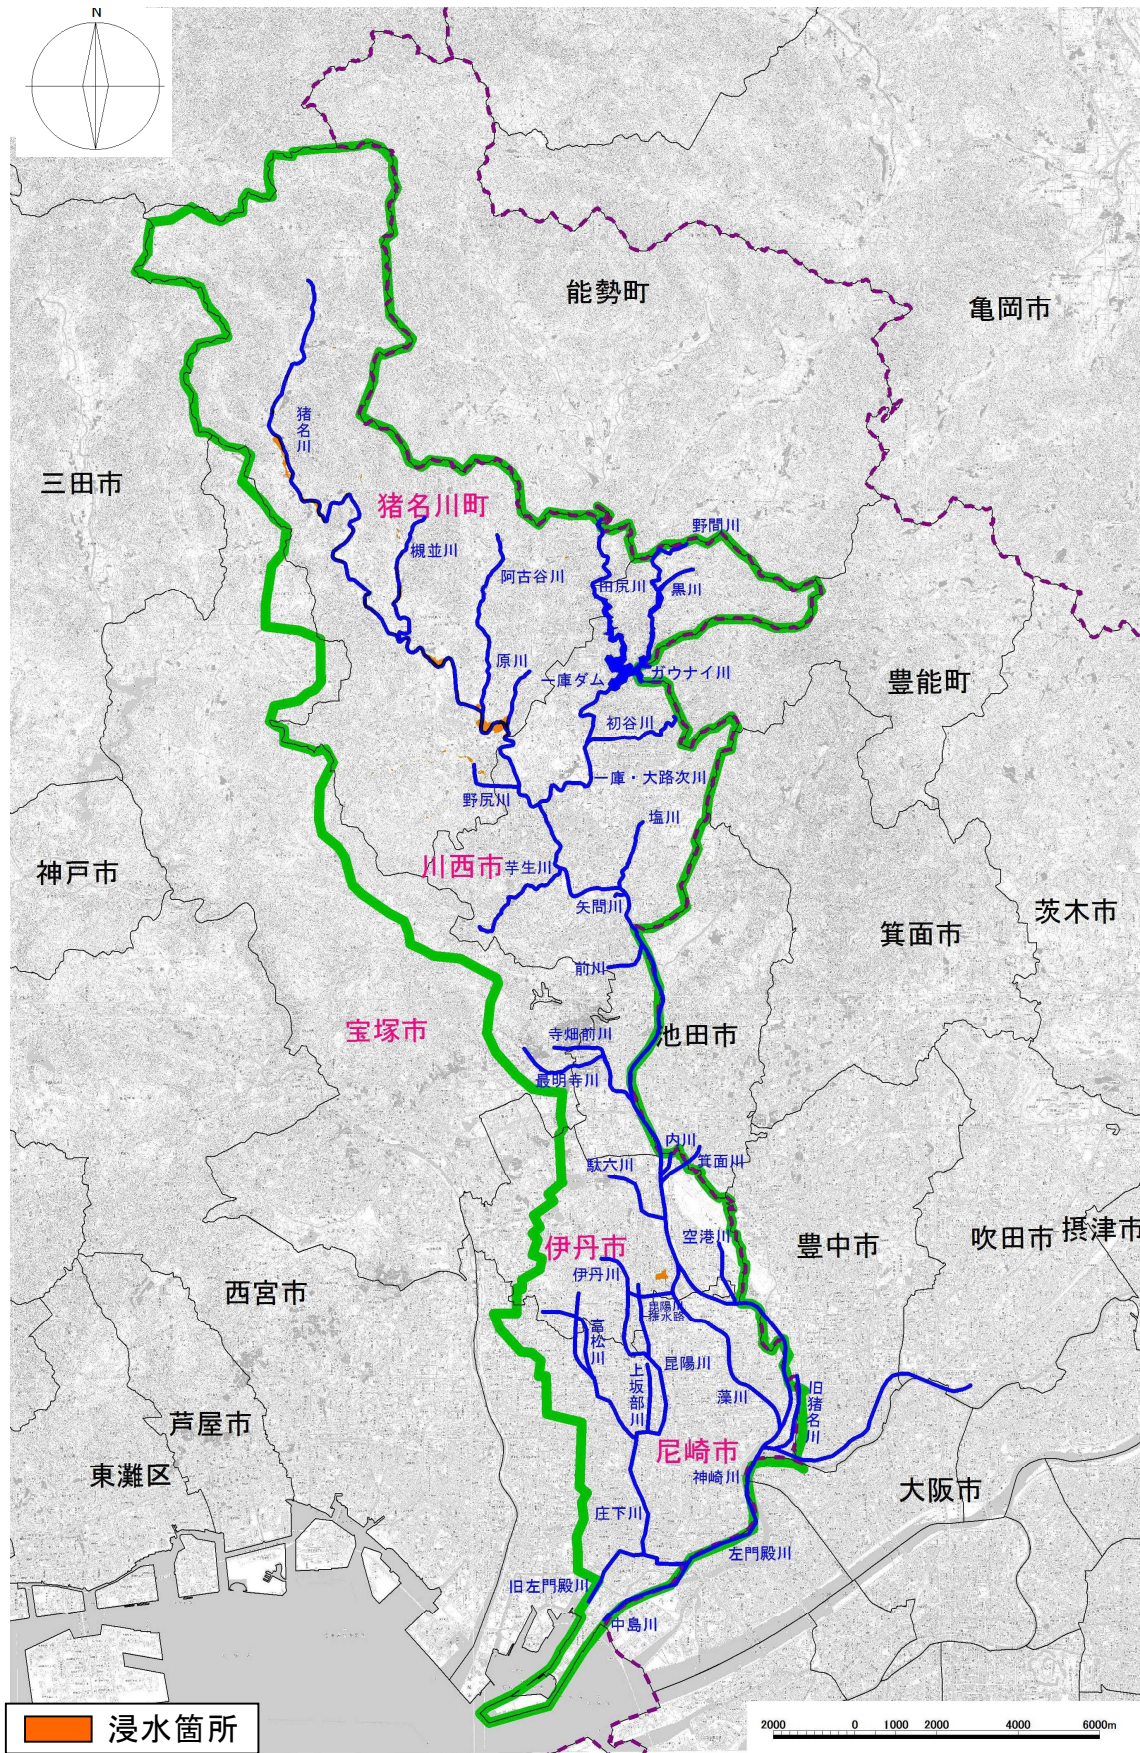 N
能勢町
亀岡市
猪名川
三田市
猪名川町
野間川
槻並川
阿古谷川
田尻川
黒川
原川
一庫ダム
ガウナイ川
豊能町
初谷川
一庫・大路次川
野尻川
塩川
神戸市
川西市
芋生川
矢問川
茨木市
箕面市
前川
宝塚市
寺畑前川
池田市
最明寺川
内川
駄六川
箕面川
空港川
豊中市
吹田市
摂津市
伊丹市
伊丹川
西宮市
昆陽川
排水路
富松川
昆陽川
上坂部川
藻川
旧猪名川
芦屋市
尼崎市
東灘区
神崎川
大阪市
庄下川
左門殿川
旧左門殿川
中島川
浸水箇所
2000 0 1000 2000 4000 6000m